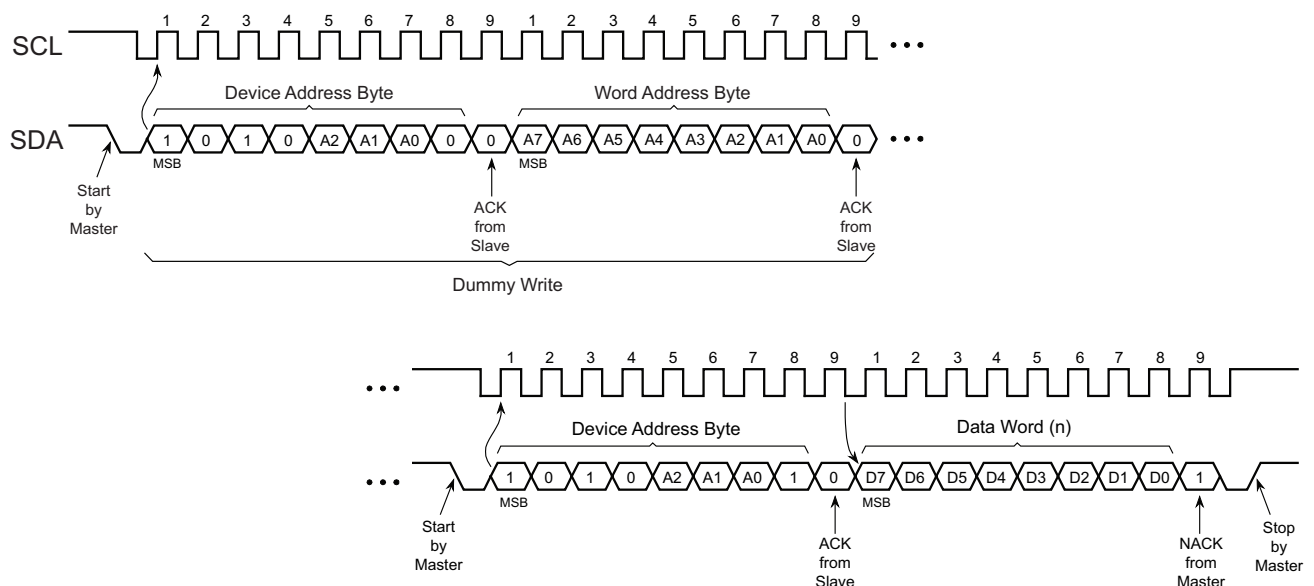 1 2 3 4 5 6 7 8 9 1 2 3 4 5 6 7 8 9
SCL
Device Address Byte Word Address Byte
SDA 1 0 1 0 A2 A1 A0 0 0 A7 A6 A5 A4 A3 A2 A1 A0 0
MSB MSB
Start
by
Master
ACK
from
Slave
ACK
from
Slave
Dummy Write
1 2 3 4 5 6 7 8 9 1 2 3 4 5 6 7 8 9
Device Address Byte Data Word (n)
1 0 1 0 A2 A1 A0 1 0 D7 D6 D5 D4 D3 D2 D1 D0 1
MSB MSB
Start
by
Master
ACK
from
Slave
NACK
from
Master
Stop
by
Master